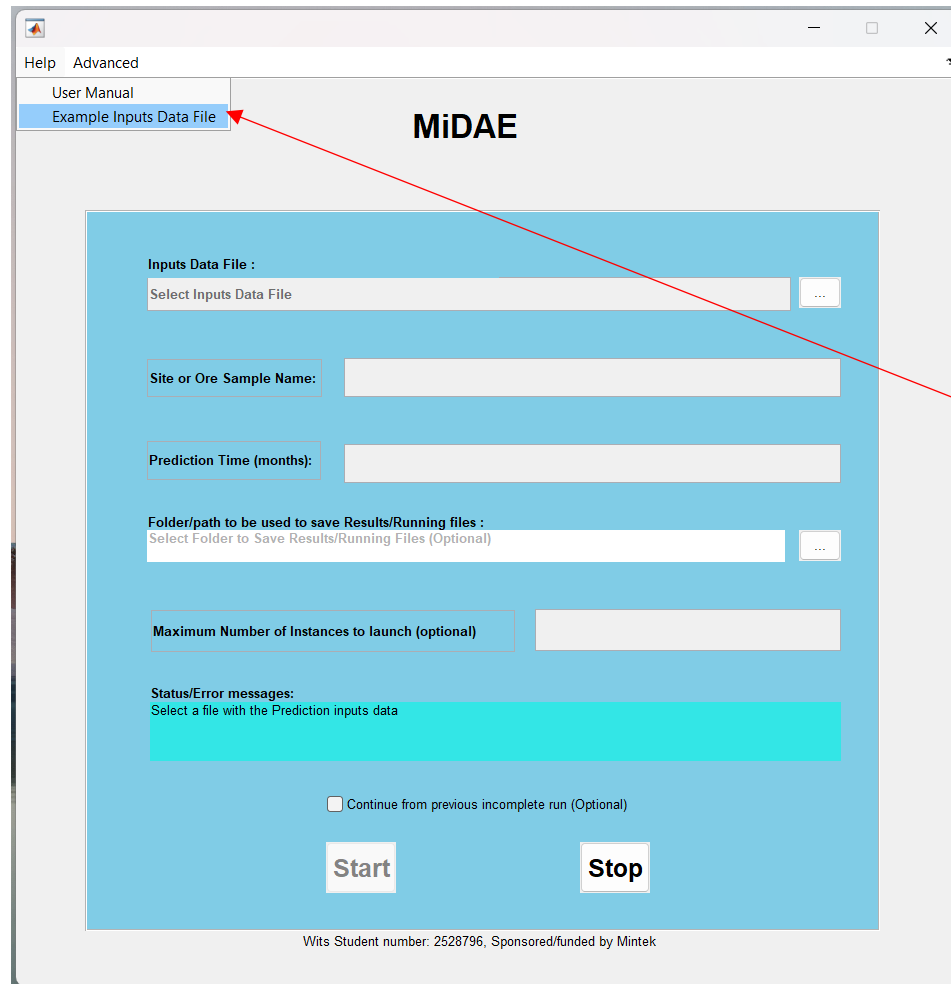 Help Advanced
User Manual
Example Inputs Data File
MiDAE
Inputs Data File :
Select Inputs Data File
...
Site or Ore Sample Name:
Prediction Time (months):
Folder/path to be used to save Results/Running files :
Select Folder to Save Results/Running Files (Optional)
...
Maximum Number of Instances to launch (optional)
Status/Error messages:
Select a file with the Prediction inputs data
Continue from previous incomplete run (Optional)
Start Stop
Wits Student number: 2528796, Sponsored/funded by Mintek